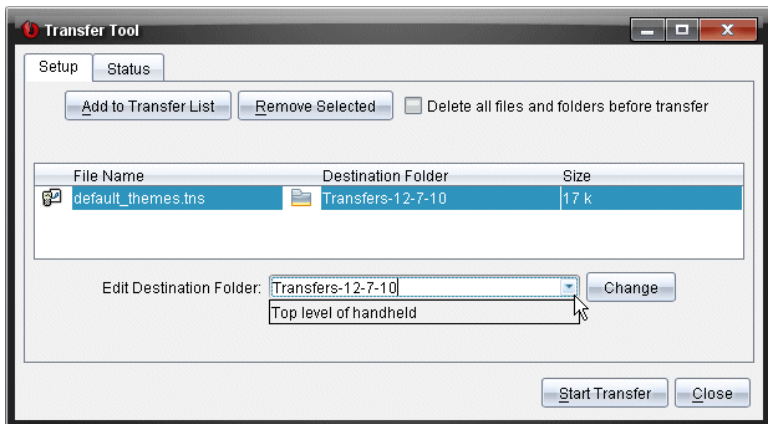 Transfer Tool
Setup Status
Add to Transfer List Remove Selected Delete all files and folders before transfer
File Name Destination Folder Size
default_themes.tns Transfers-12-7-10 17 k
Edit Destination Folder: Transfers-12-7-10 Change
Top level of handheld
Start Transfer Close